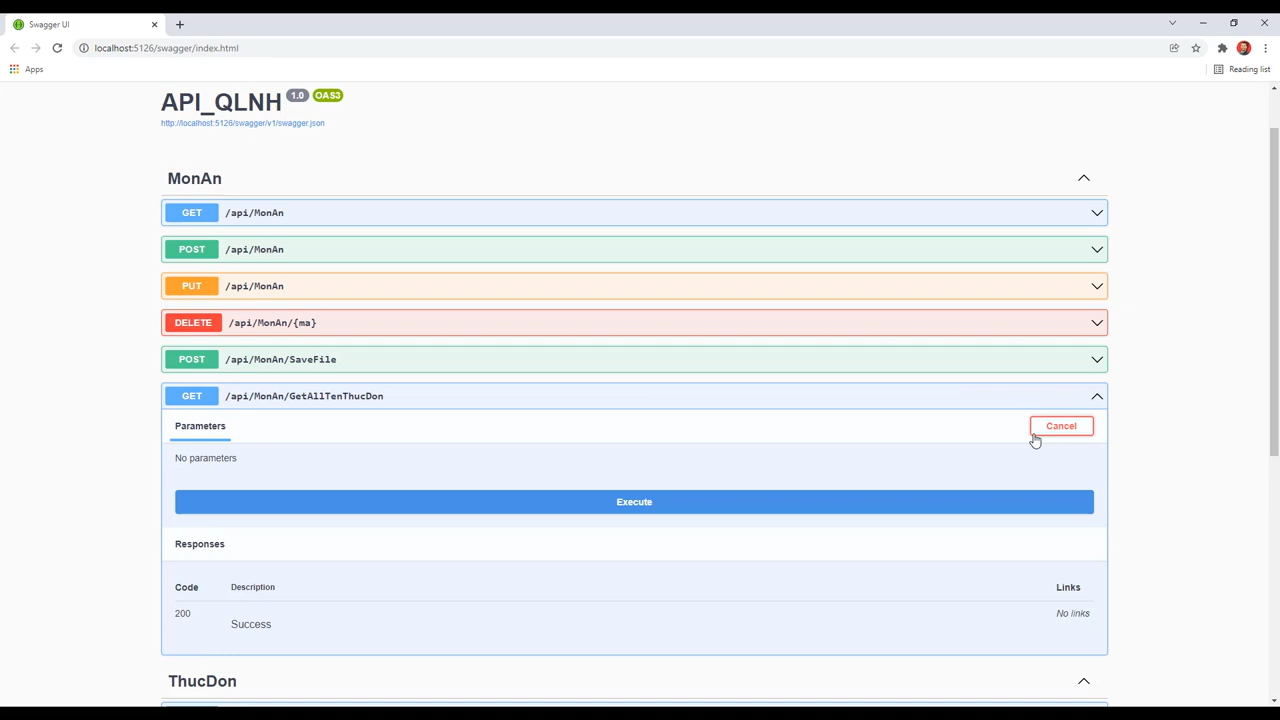 Swagger UI
localhost:5126/swagger/index.html
Apps
Reading list
API_QLNH 1.0 OAS3
http://localhost:5126/swagger/v1/swagger.json
MonAn
GET /api/MonAn
POST /api/MonAn
PUT /api/MonAn
DELETE /api/MonAn/{ma}
POST /api/MonAn/SaveFile
GET /api/MonAn/GetAllTenThucDon
Parameters Cancel
No parameters
Execute
Responses
Code Description Links
200 No links
Success
ThucDon